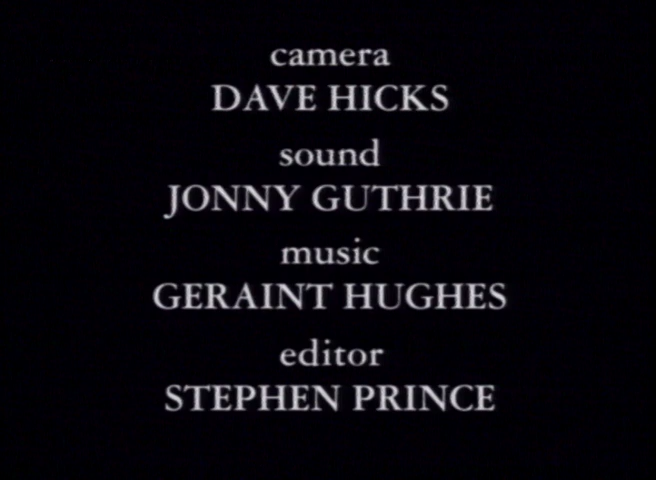 camera
DAVE HICKS
sound
JONNY GUTHRIE
music
GERAINT HUGHES
editor
STEPHEN PRINCE